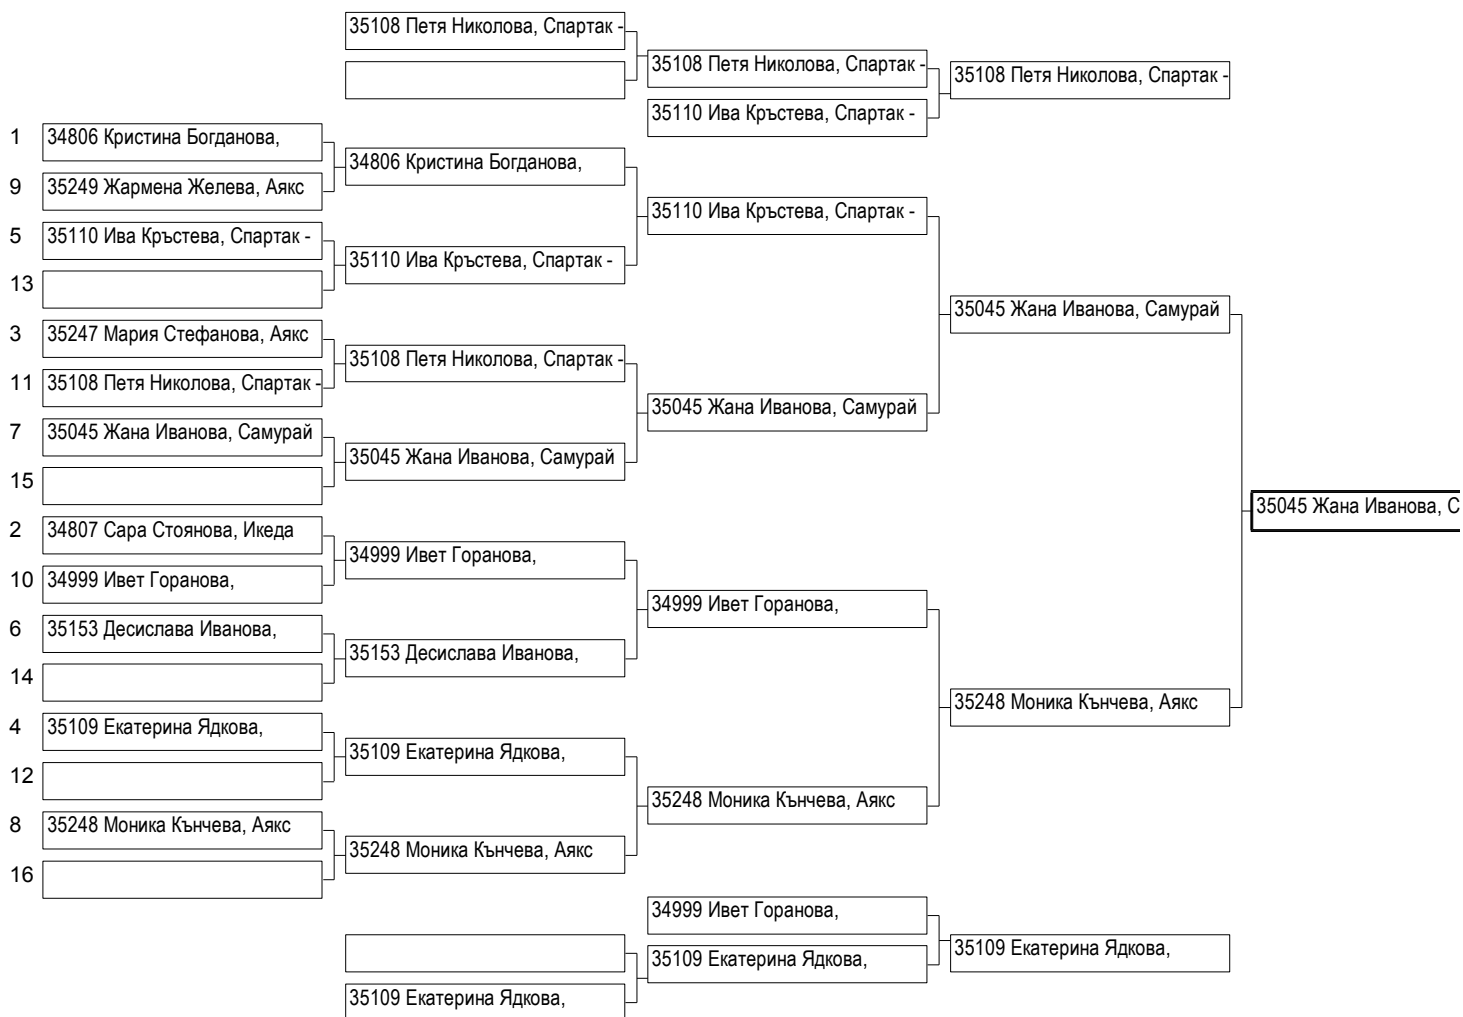 35108 Петя Николова, Спартак -
35108 Петя Николова, Спартак -
35108 Петя Николова, Спартак -
35110 Ива Кръстева, Спартак -
1 34806 Кристина Богданова,
34806 Кристина Богданова,
9 35249 Жармена Желева, Аякс
35110 Ива Кръстева, Спартак -
5 35110 Ива Кръстева, Спартак -
35110 Ива Кръстева, Спартак -
13
35045 Жана Иванова, Самурай
3 35247 Мария Стефанова, Аякс
35108 Петя Николова, Спартак -
11 35108 Петя Николова, Спартак -
35045 Жана Иванова, Самурай
7 35045 Жана Иванова, Самурай
35045 Жана Иванова, Самурай
15
35045 Жана Иванова, С
2 34807 Сара Стоянова, Икеда
34999 Ивет Горанова,
10 34999 Ивет Горанова,
34999 Ивет Горанова,
6 35153 Десислава Иванова,
35153 Десислава Иванова,
14
35248 Моника Кънчева, Аякс
4 35109 Екатерина Ядкова,
35109 Екатерина Ядкова,
12
35248 Моника Кънчева, Аякс
8 35248 Моника Кънчева, Аякс
35248 Моника Кънчева, Аякс
16
34999 Ивет Горанова,
35109 Екатерина Ядкова,
35109 Екатерина Ядкова,
35109 Екатерина Ядкова,